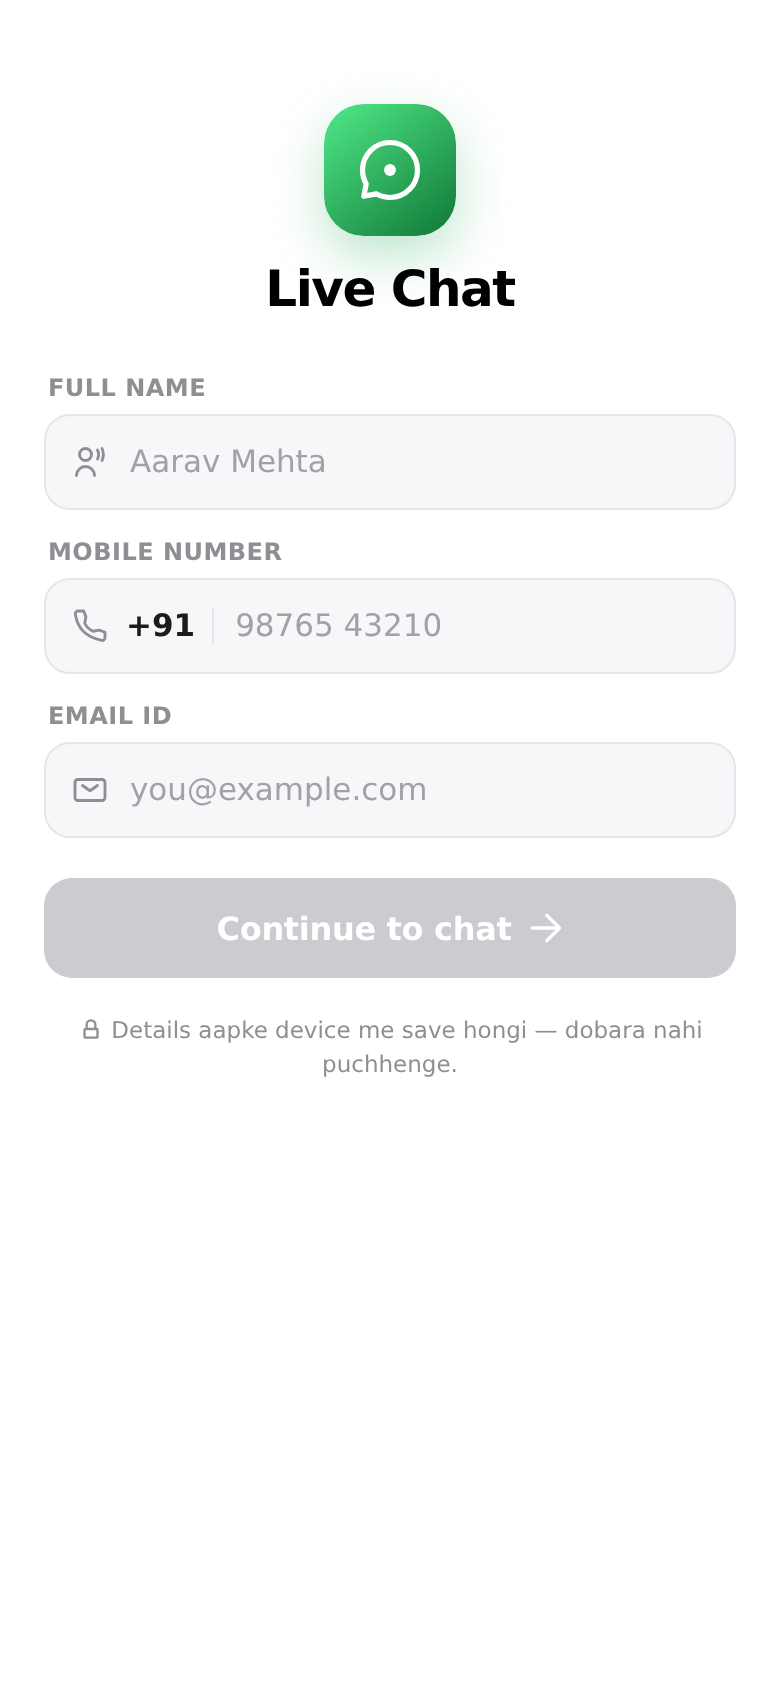 Live Chat
FULL NAME
Aarav Mehta
MOBILE NUMBER
+91 98765 43210
EMAIL ID
you@example.com
Continue to chat →
Details aapke device me save hongi — dobara nahi
puchhenge.